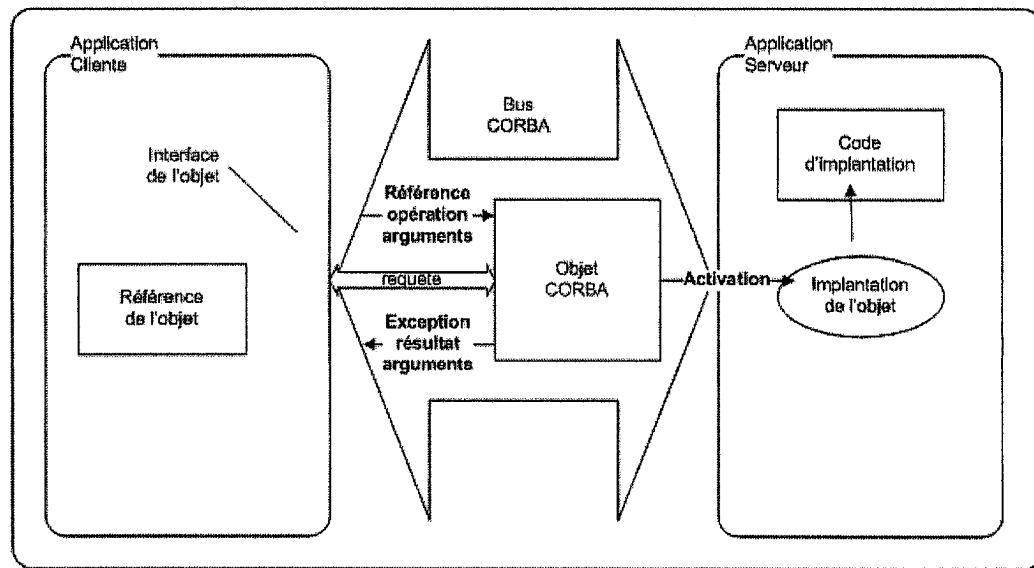 Application
Cliente
Interface
de l'objet
Référence
de l'objet
Bus
CORBA
Référence
opération
arguments
requête
Exception
résultat
arguments
Objet
CORBA
Activation
Application
Serveur
Code
d'implantation
Implantation
de l'objet